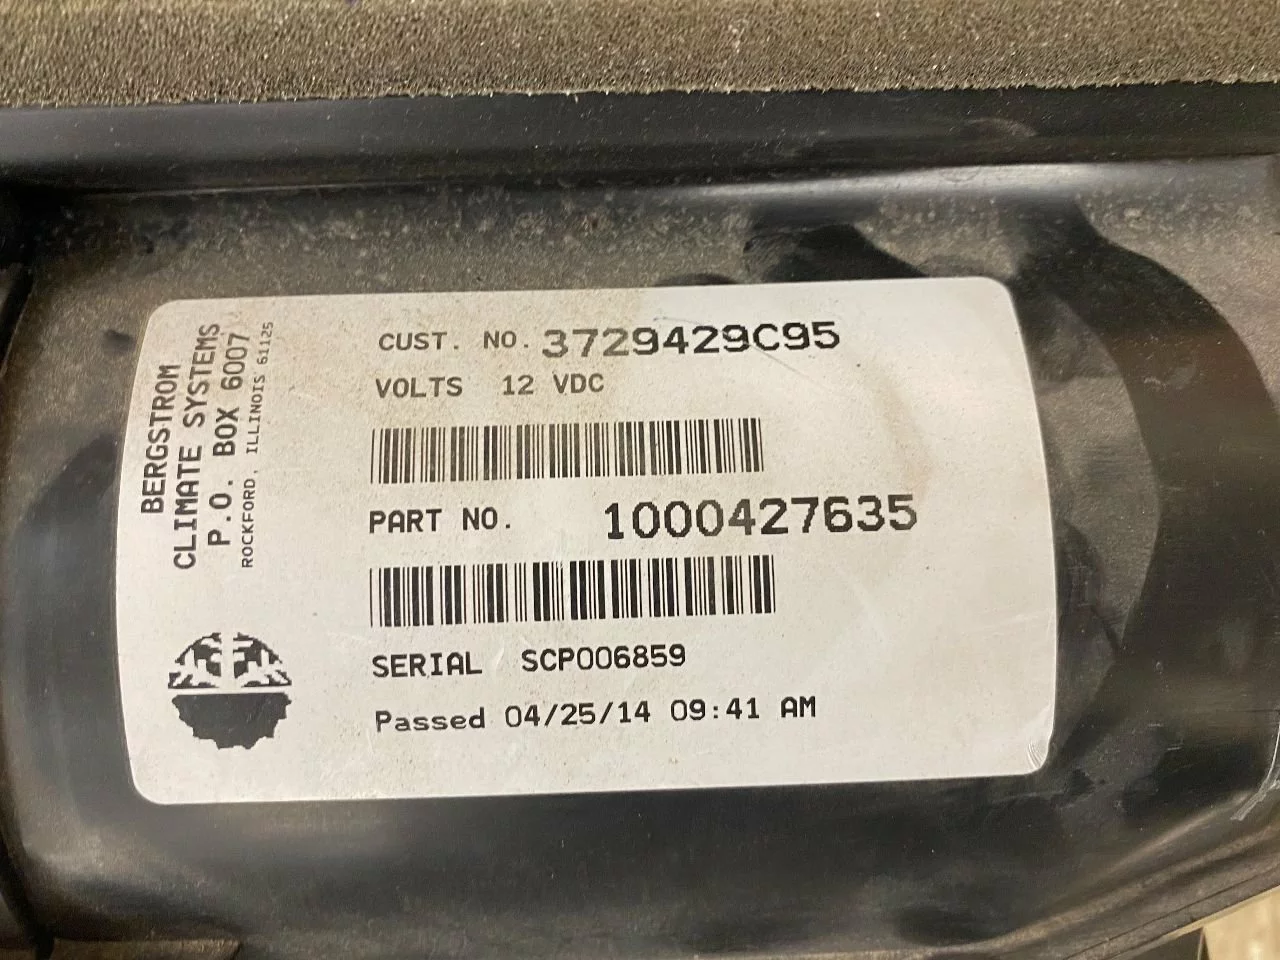 BERGSTROM
CLIMATE SYSTEMS
P.O. BOX 6007
ROCKFORD, ILLINOIS 61125
CUST. NO. 3729429C95
VOLTS 12 VDC
PART NO. 1000427635
SERIAL SCP006859
Passed 04/25/14 09:41 AM